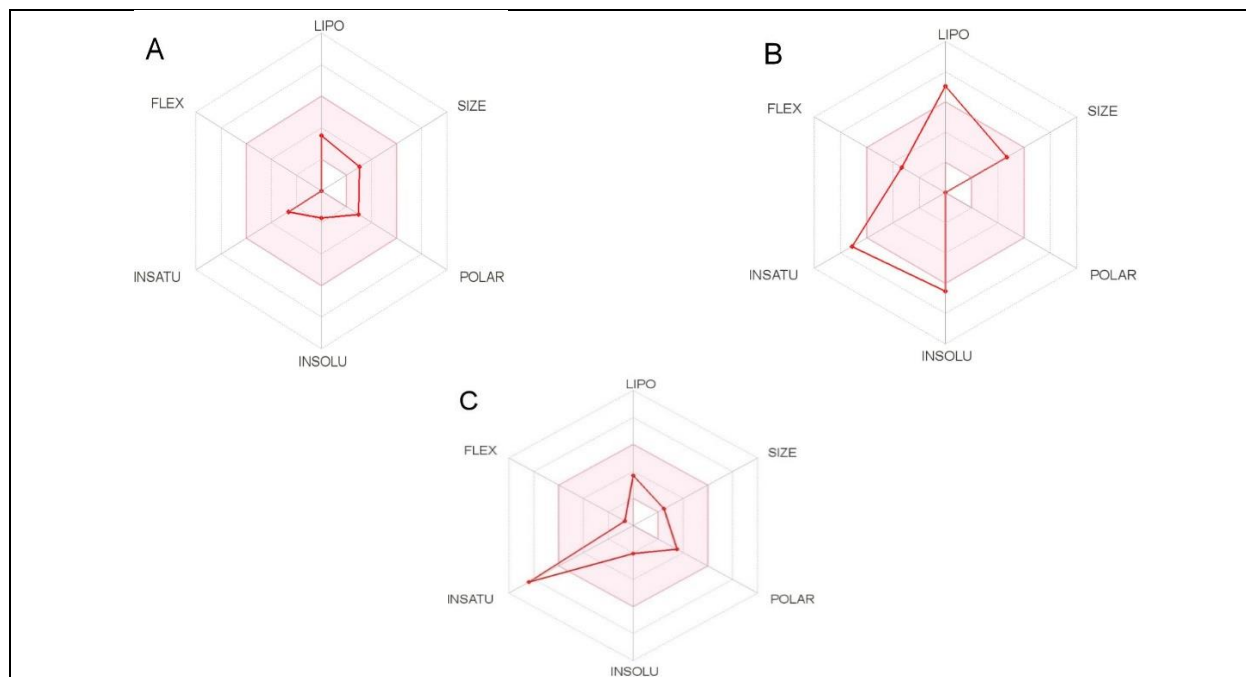 A
LIPO
FLEX
SIZE
INSATU
POLAR
INSOLU
B
LIPO
FLEX
SIZE
INSATU
POLAR
INSOLU
C
LIPO
FLEX
SIZE
INSATU
POLAR
INSOLU